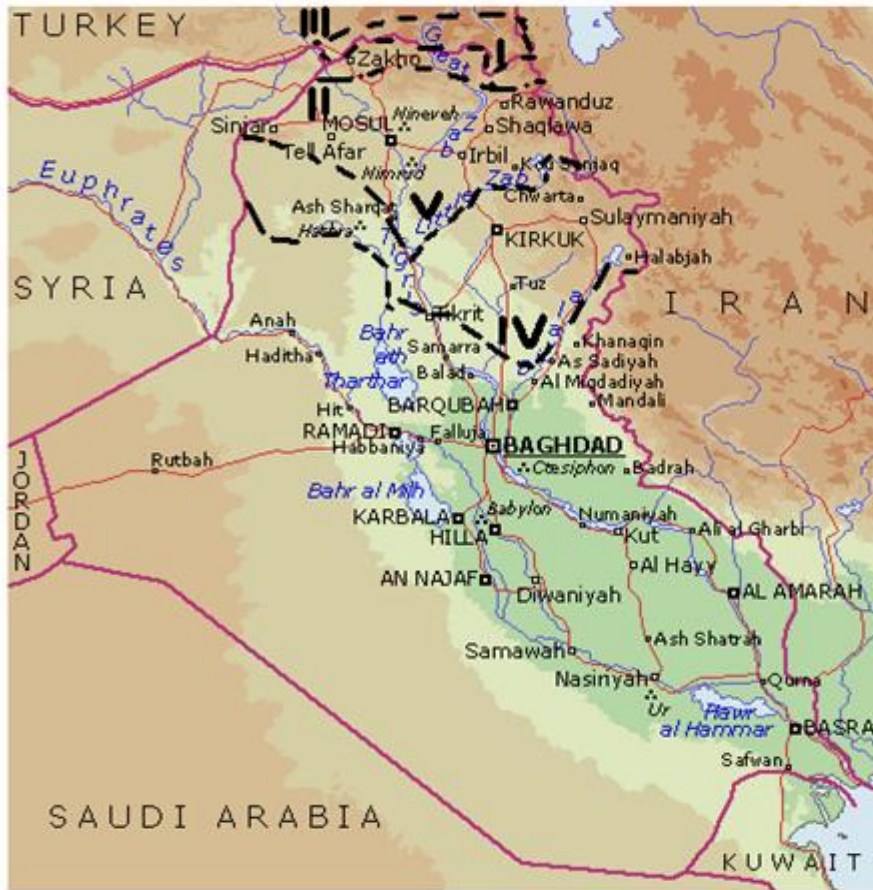 TURKEY
III
Great
Zab
I
Zakho
II
Rawanduz
Nineveh
Sinjar
MOSUL
Shaqlawa
Tell Afar
Irbil
Nimrud
Kou Sanjaq
Little Zab
Chwarta
Euphrates
Ash Sharqat
V
Sulaymaniyah
Hathra
KIRKUK
Tigris
Halabjah
SYRIA
Tuz
Diala
IRAN
Tikrit
IV
Anah
Bahr
ath
Tharthar
Samarra
Khanaqin
Haditha
As Sadiyah
Balad
Al Miqdadiyah
Hit
BARQUBAH
Mandali
RAMADI
Falluja
Habbaniya
BAGHDAD
JORDAN
Rutbah
Ctesiphon
Badrah
Bahr al Milh
Babylon
KARBALA
Numaniyah
HILLA
Kut
Ali al Gharbi
AN NAJAF
Al Hayy
Diwaniyah
AL AMARAH
Ash Shatrah
Samawah
Nasiriyah
Qurna
Ur
Hawr
al Hammar
BASRA
Safwan
SAUDI ARABIA
KUWAIT